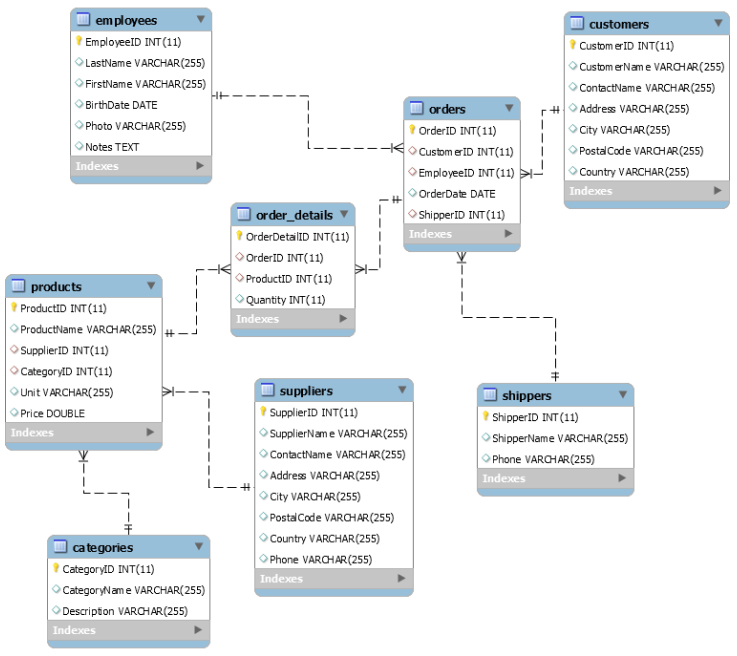 employees
EmployeeID INT(11)
LastName VARCHAR(255)
FirstName VARCHAR(255)
BirthDate DATE
Photo VARCHAR(255)
Notes TEXT
Indexes
customers
CustomerID INT(11)
CustomerName VARCHAR(255)
ContactName VARCHAR(255)
Address VARCHAR(255)
City VARCHAR(255)
PostalCode VARCHAR(255)
Country VARCHAR(255)
Indexes
orders
OrderID INT(11)
CustomerID INT(11)
EmployeeID INT(11)
OrderDate DATE
ShipperID INT(11)
Indexes
order_details
OrderDetailID INT(11)
OrderID INT(11)
ProductID INT(11)
Quantity INT(11)
Indexes
products
ProductID INT(11)
ProductName VARCHAR(255)
SupplierID INT(11)
CategoryID INT(11)
Unit VARCHAR(255)
Price DOUBLE
Indexes
suppliers
SupplierID INT(11)
SupplierName VARCHAR(255)
ContactName VARCHAR(255)
Address VARCHAR(255)
City VARCHAR(255)
PostalCode VARCHAR(255)
Country VARCHAR(255)
Phone VARCHAR(255)
Indexes
shippers
ShipperID INT(11)
ShipperName VARCHAR(255)
Phone VARCHAR(255)
Indexes
categories
CategoryID INT(11)
CategoryName VARCHAR(255)
Description VARCHAR(255)
Indexes